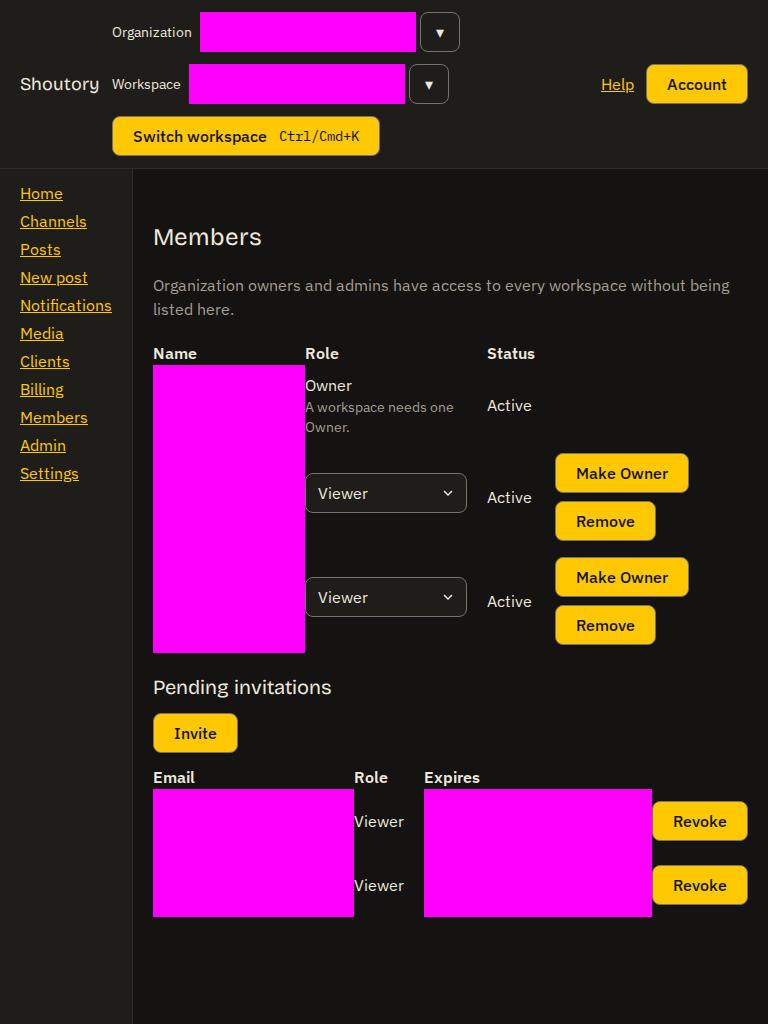 Organization ▼
Shoutory Workspace ▼ Help Account
Switch workspace Ctrl/Cmd+K
Home
Channels
Posts
New post
Notifications
Media
Clients
Billing
Members
Admin
Settings
Members
Organization owners and admins have access to every workspace without being
listed here.
Name Role Status
Owner
A workspace needs one
Owner.
Active
Viewer Active Make Owner
Remove
Viewer Active Make Owner
Remove
Pending invitations
Invite
Email Role Expires
Viewer Revoke
Viewer Revoke